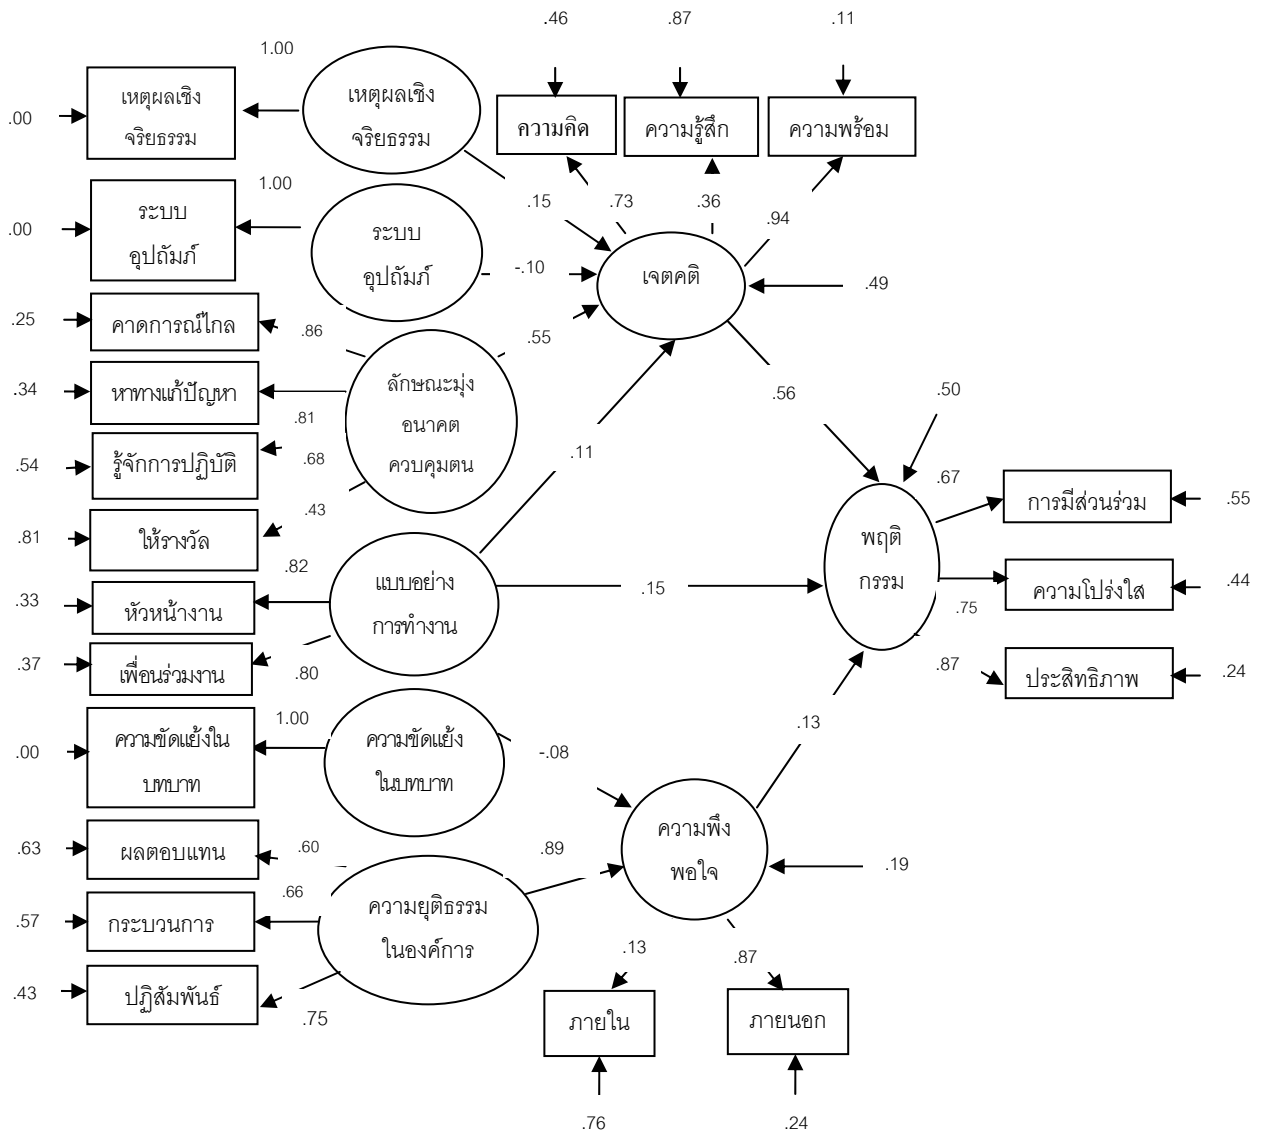 .46
.87
.11
1.00
เหตุผลเชิง
จริยธรรม
.00
เหตุผลเชิง
จริยธรรม
ความคิด
ความรู้สึก
ความพร้อม
1.00
.15
.73
.36
.94
ระบบ
อุปถัมภ์
.00
ระบบ
อุปถัมภ์
-.10
เจตคติ
.49
.25
คาดการณ์ไกล
.86
.55
.34
หาทางแก้ปัญหา
ลักษณะมุ่ง
อนาคต
ควบคุมตน
.81
.56
.50
.54
รู้จักการปฏิบัติ
.68
.11
.67
การมีส่วนร่วม
.55
.81
ให้รางวัล
.43
พฤติ
กรรม
.82
แบบอย่าง
การทำงาน
.15
ความโปร่งใส
.44
.33
หัวหน้างาน
.75
.37
เพื่อนร่วมงาน
.80
.87
ประสิทธิภาพ
.24
1.00
.13
.00
ความขัดแย้งใน
บทบาท
ความขัดแย้ง
ในบทบาท
-.08
ความพึง
พอใจ
.63
ผลตอบแทน
.60
.89
.19
.66
.57
กระบวนการ
ความยุติธรรม
ในองค์การ
.13
.87
.43
ปฏิสัมพันธ์
.75
ภายใน
ภายนอก
.76
.24